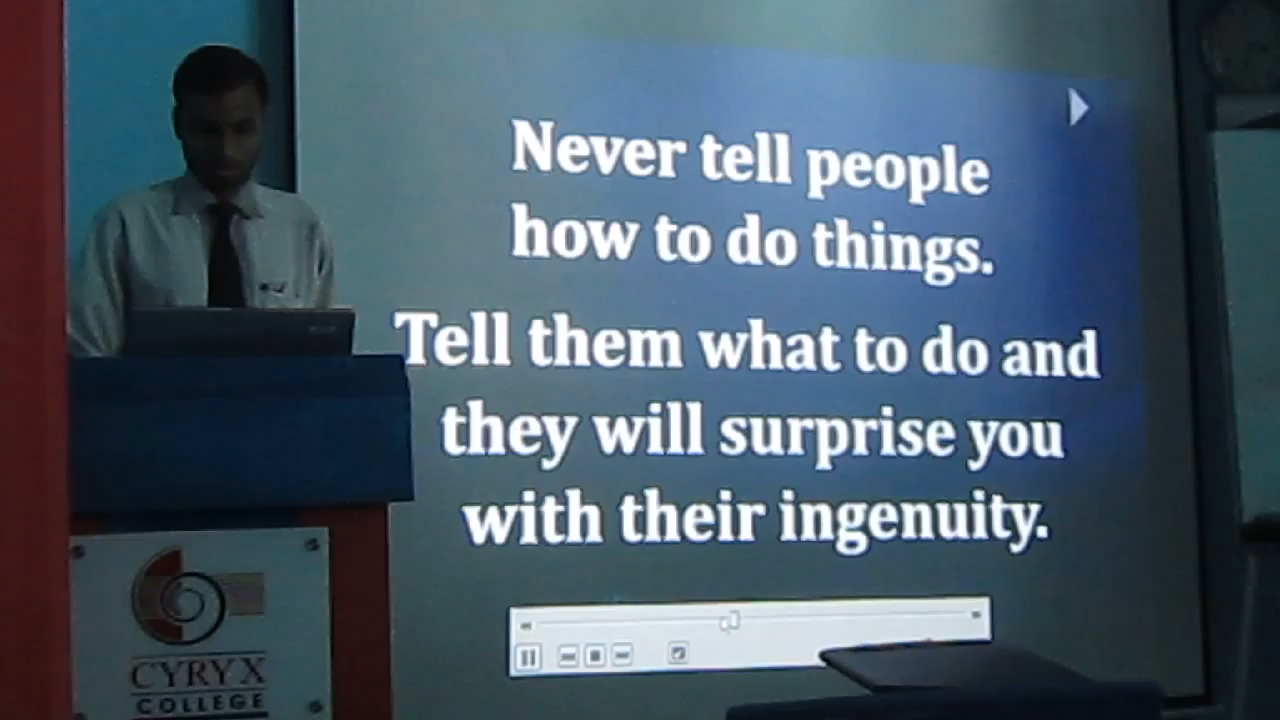 Never tell people
how to do things.
Tell them what to do and
they will surprise you
with their ingenuity.
CYRYX
COLLEGE